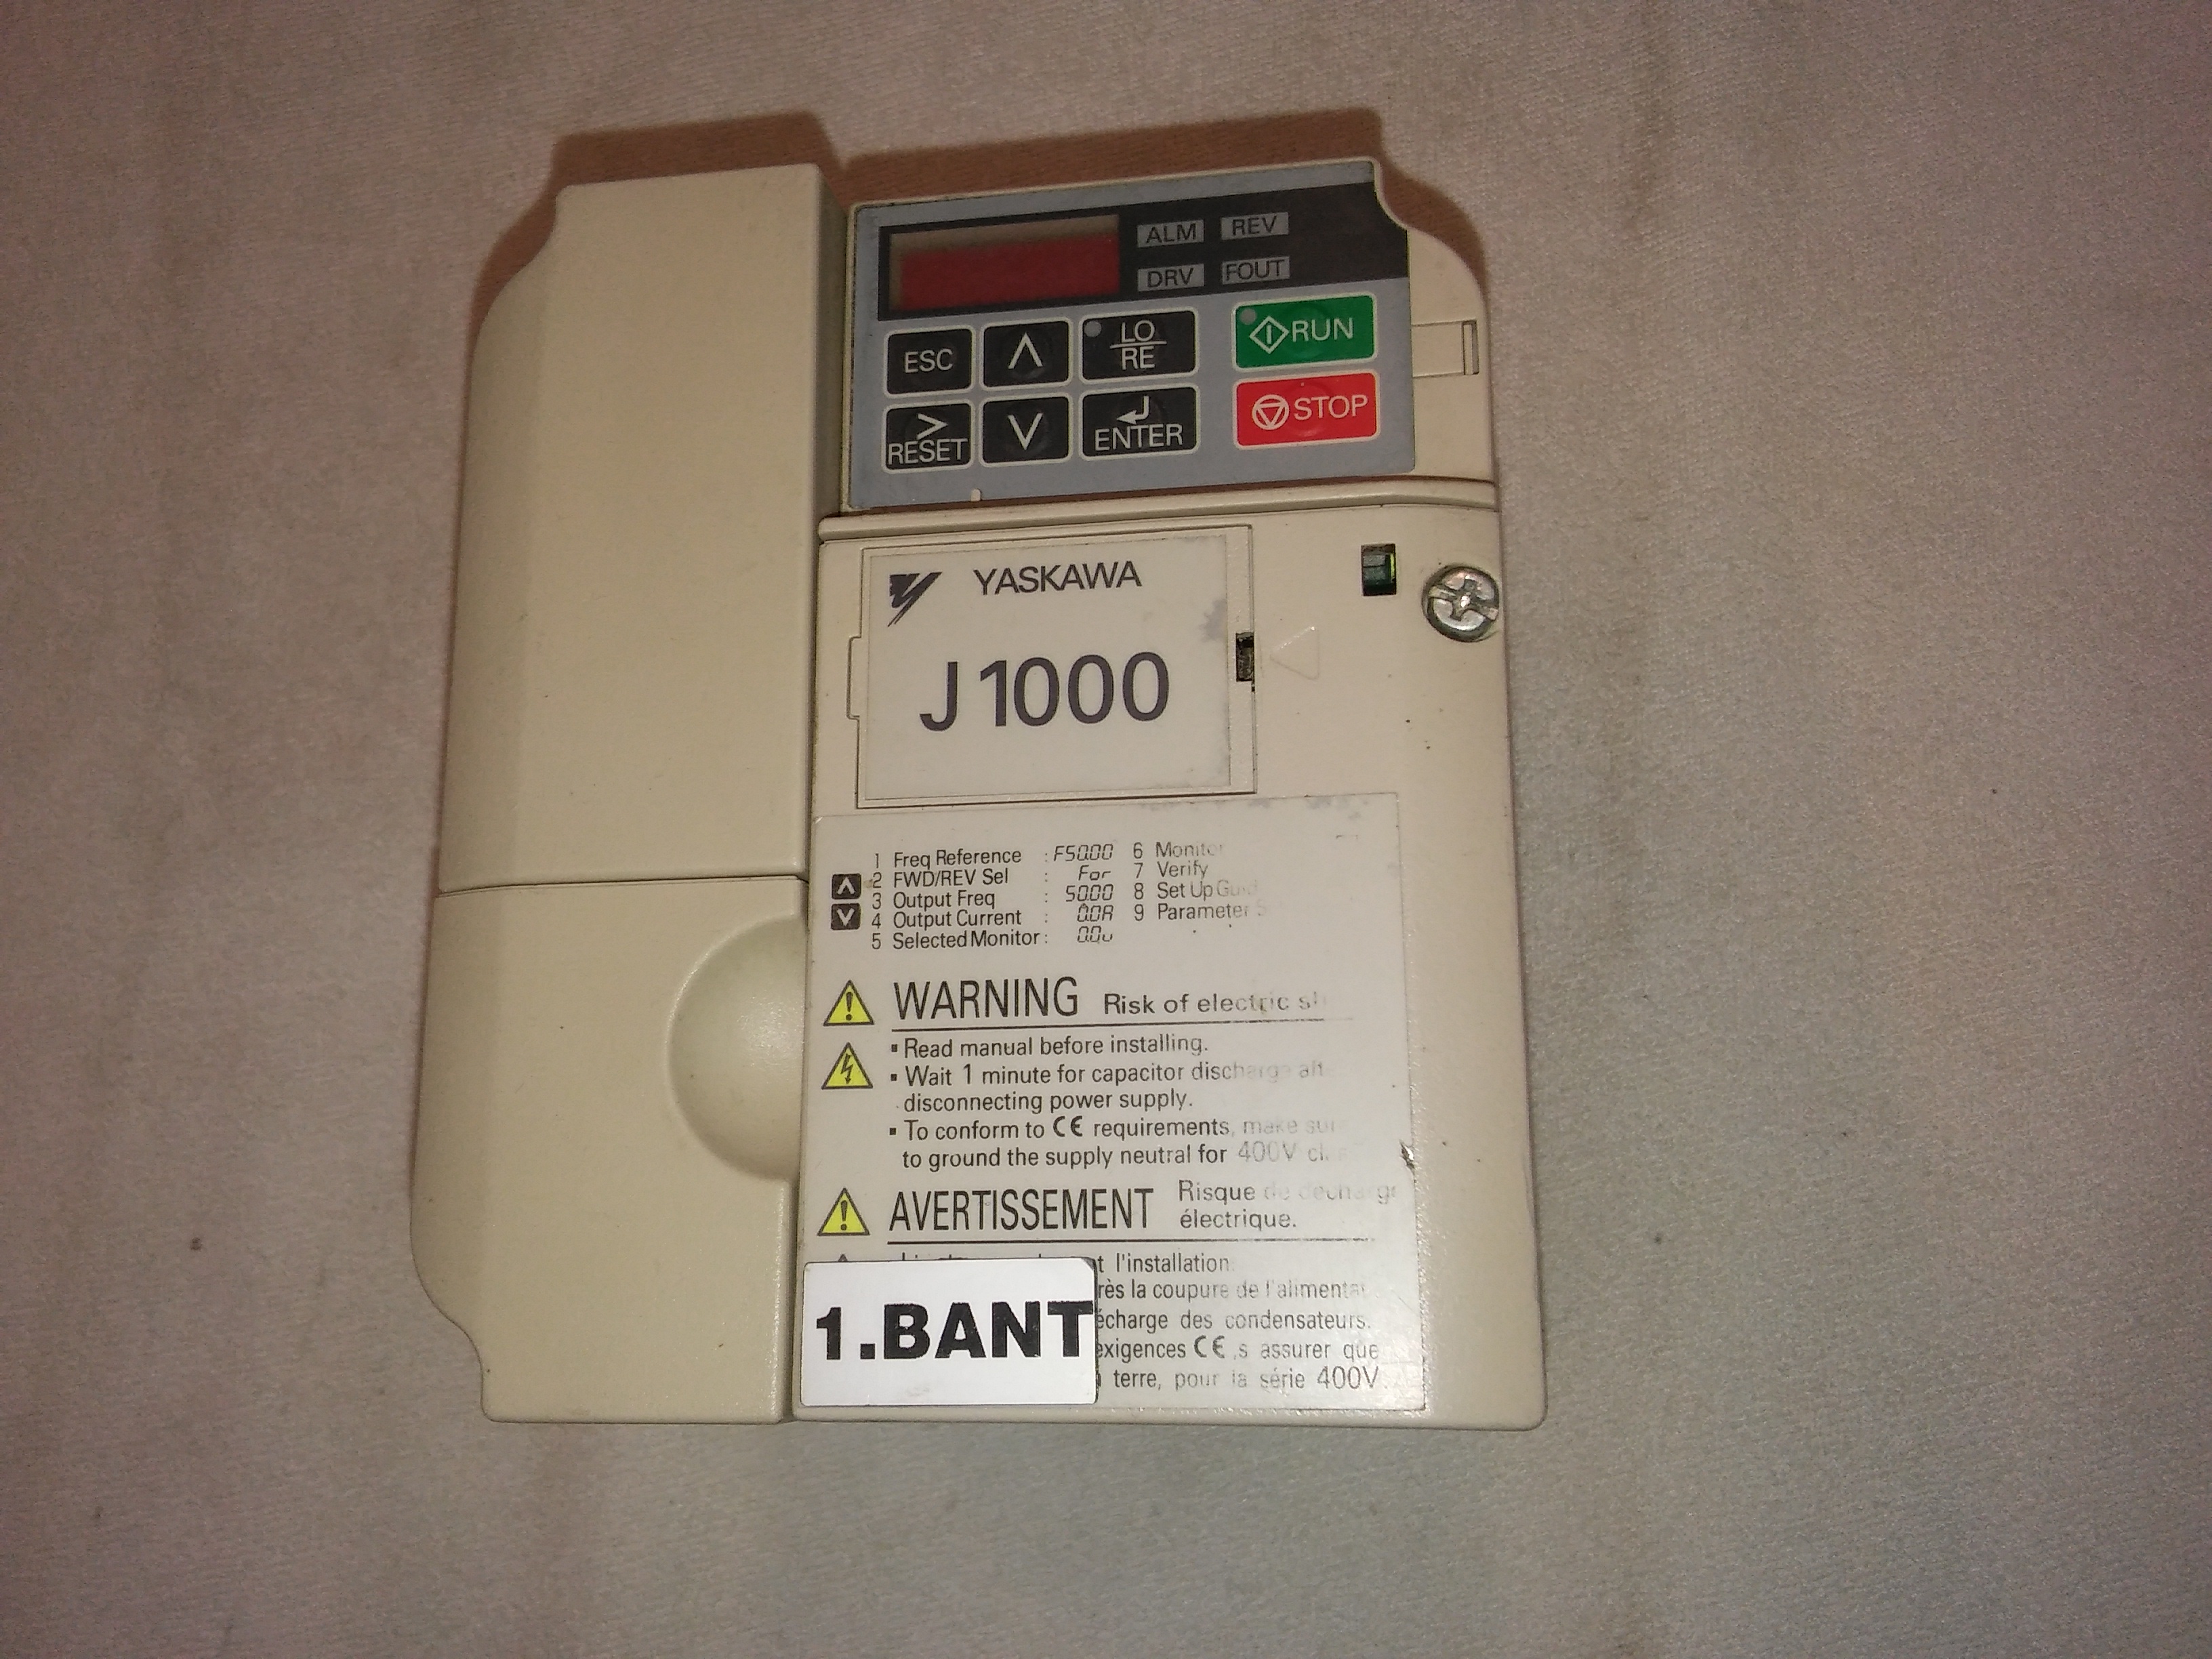 ALM REV
DRV FOUT
ESC LO RE RUN
RESET ENTER STOP
YASKAWA
J1000
1 Freq Reference : F50.00 6 Monitor
2 FWD/REV Sel : For 7 Verify
3 Output Freq : 50.00 8 Set Up
4 Output Current : 0.0A 9 Parameter
5 Selected Monitor :
WARNING Risk of electric
Read manual before installing.
Wait 1 minute for capacitor discharge
disconnecting power supply.
To conform to CE requirements, make
to ground the supply neutral for 400V
AVERTISSEMENT Risque de
électrique.
l'installation
la coupure de
des condensateurs.
exigences CE ,s assurer que
terre, pour la série 400V.
1.BANT